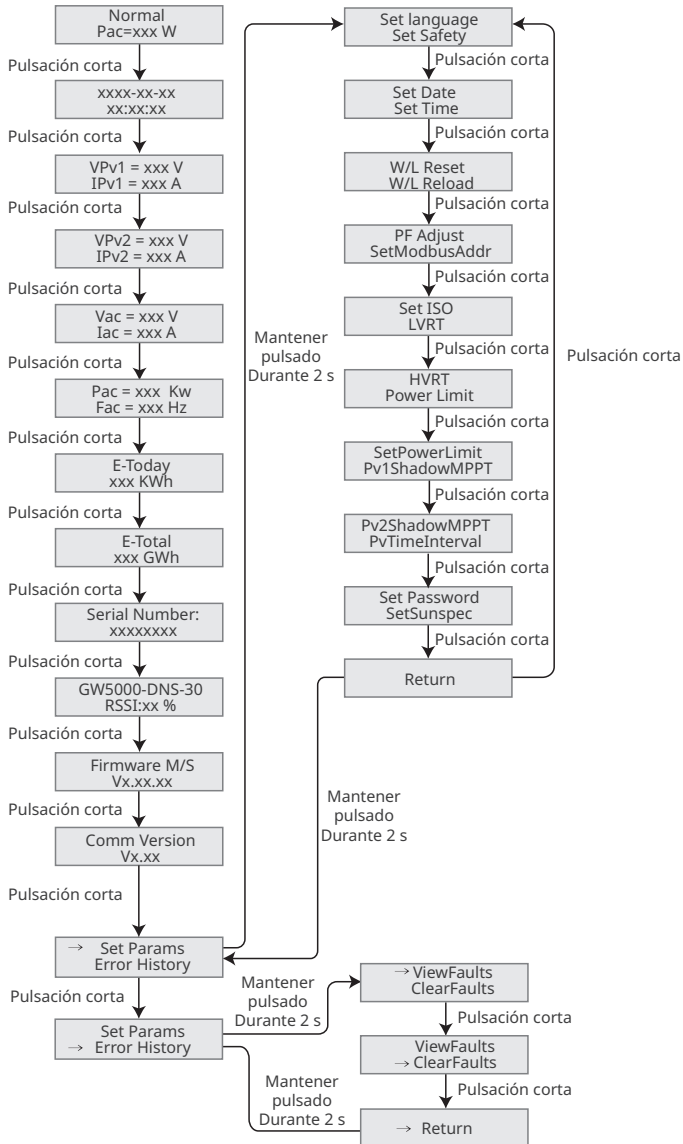 Normal
Pac=xxx W
Pulsación corta
xxxx-xx-xx
xx:xx:xx
Pulsación corta
VPv1 = xxx V
IPv1 = xxx A
Pulsación corta
VPv2 = xxx V
IPv2 = xxx A
Pulsación corta
Vac = xxx V
Iac = xxx A
Pulsación corta
Pac = xxx Kw
Fac = xxx Hz
Pulsación corta
E-Today
xxx KWh
Pulsación corta
E-Total
xxx GWh
Pulsación corta
Serial Number:
xxxxxxxx
Pulsación corta
GW5000-DNS-30
RSSI:xx %
Pulsación corta
Firmware M/S
Vx.xx.xx
Pulsación corta
Comm Version
Vx.xx
Pulsación corta
→ Set Params
Error History
Pulsación corta
Set Params
→ Error History
Mantener
pulsado
Durante 2 s
Set language
Set Safety
Pulsación corta
Set Date
Set Time
Pulsación corta
W/L Reset
W/L Reload
Pulsación corta
PF Adjust
SetModbusAddr
Pulsación corta
Set ISO
LVRT
Pulsación corta
HVRT
Power Limit
Pulsación corta
SetPowerLimit
Pv1ShadowMPPT
Pulsación corta
Pv2ShadowMPPT
PvTimeInterval
Pulsación corta
Set Password
SetSunspec
Pulsación corta
Return
Pulsación corta
Mantener
pulsado
Durante 2 s
Mantener
pulsado
Durante 2 s
→ ViewFaults
ClearFaults
Pulsación corta
ViewFaults
→ ClearFaults
Pulsación corta
→ Return
Mantener
pulsado
Durante 2 s